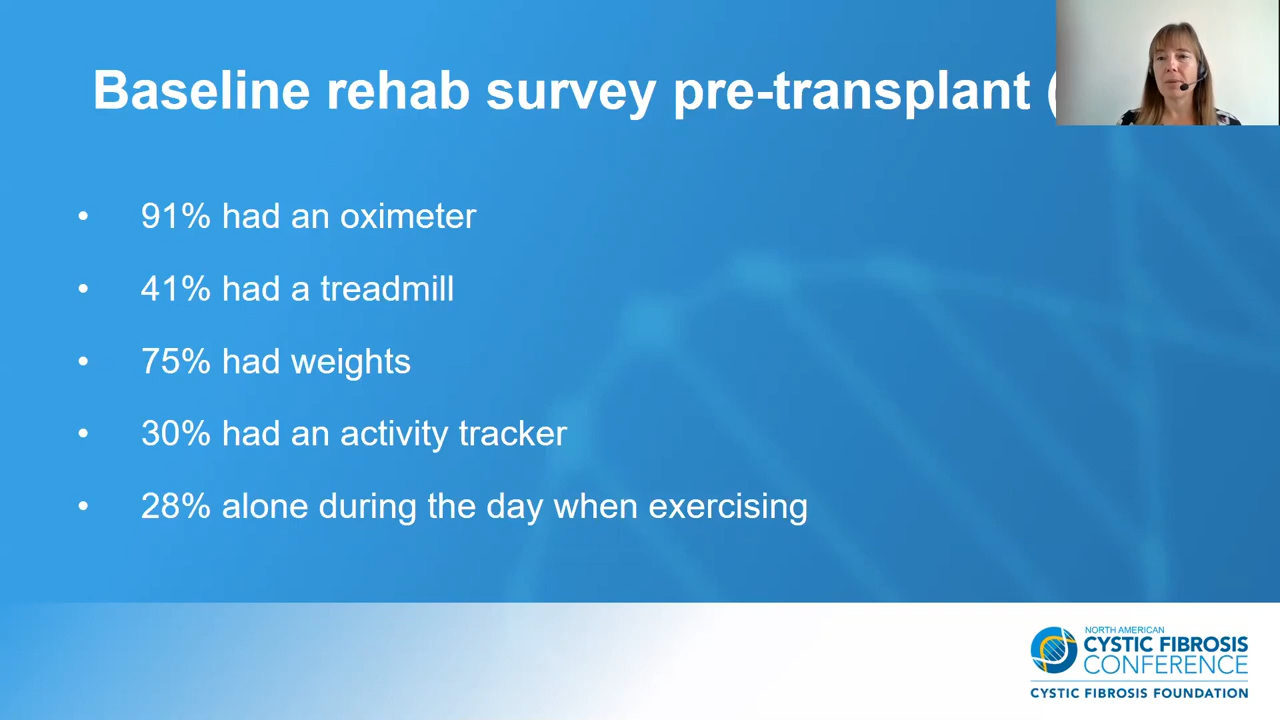 Baseline rehab survey pre-transplant (
• 91% had an oximeter
• 41% had a treadmill
• 75% had weights
• 30% had an activity tracker
• 28% alone during the day when exercising
NORTH AMERICAN
CYSTIC FIBROSIS
CONFERENCE
CYSTIC FIBROSIS FOUNDATION